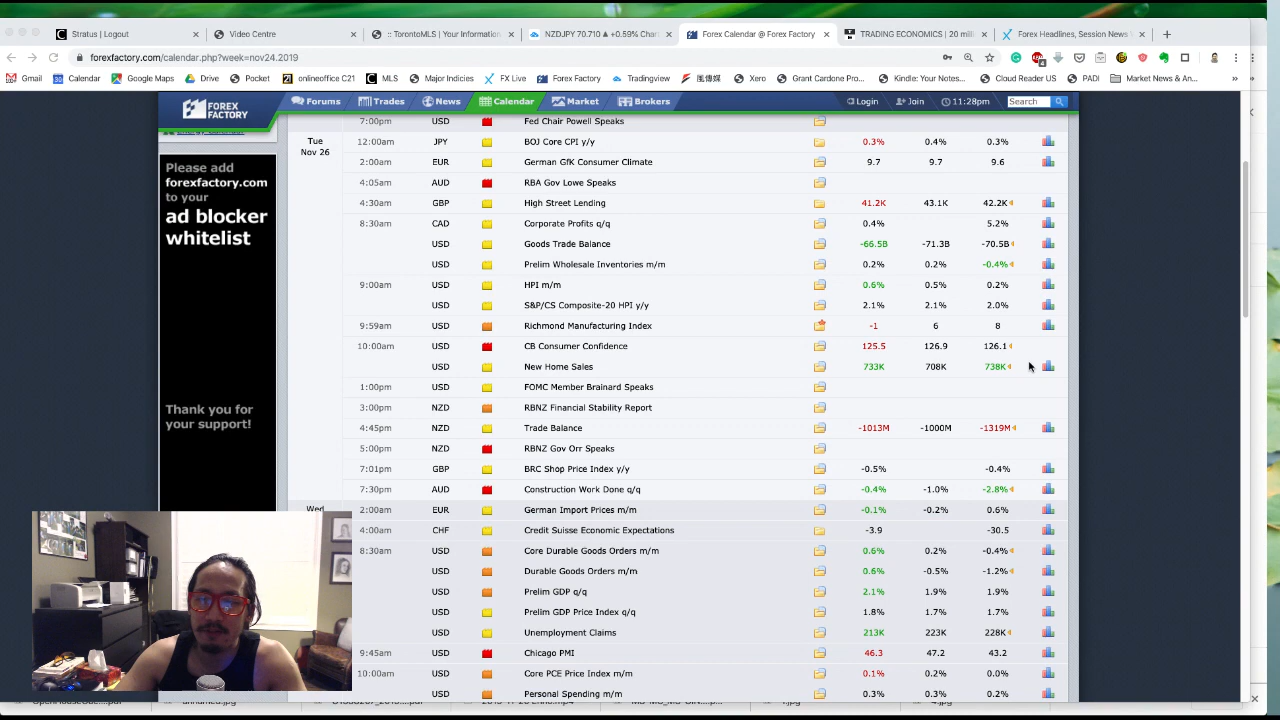 Stratus | Logout
Video Centre
:: TorontoMLS | Your Information
NZDJPY 70.710 ▲ +0.59% Char
Forex Calendar @ Forex Factory
TRADING ECONOMICS | 20 mil
Forex Headlines, Session News
forexfactory.com/calendar.php?week=nov24.2019
Gmail Calendar Google Maps Drive Pocket onlineoffice C21 MLS Major Indicies FX Live Forex Factory Tradingview 風傳媒 Xero Grant Cardone Pro... Kindle: Your Notes... Cloud Reader US PADI Market News & An...
FOREX FACTORY
Forums Trades News Calendar Market Brokers Login Join 11:28pm Search
7:00pm USD Fed Chair Powell Speaks
Tue
Nov 26
12:00am JPY BOJ Core CPI y/y 0.3% 0.4% 0.3%
2:00am EUR German GfK Consumer Climate 9.7 9.7 9.6
4:05am AUD RBA Gov Lowe Speaks
4:30am GBP High Street Lending 41.2K 43.1K 42.2K
8:30am CAD Corporate Profits q/q 0.4% 5.2%
USD Goods Trade Balance -66.5B -71.3B -70.5B
USD Prelim Wholesale Inventories m/m 0.2% 0.2% -0.4%
9:00am USD HPI m/m 0.6% 0.5% 0.2%
USD S&P/CS Composite-20 HPI y/y 2.1% 2.1% 2.0%
9:59am USD Richmond Manufacturing Index -1 6 8
10:00am USD CB Consumer Confidence 125.5 126.9 126.1
USD New Home Sales 733K 708K 738K
1:00pm USD FOMC Member Brainard Speaks
3:00pm NZD RBNZ Financial Stability Report
4:45pm NZD Trade Balance -1013M -1000M -1319M
5:00pm NZD RBNZ Gov Orr Speaks
7:01pm GBP BRC Shop Price Index y/y -0.5% -0.4%
7:30pm AUD Construction Work Done q/q -0.4% -1.0% -2.8%
Wed
2:00am EUR German Import Prices m/m -0.1% -0.2% 0.6%
4:00am CHF Credit Suisse Economic Expectations -3.9 -30.5
8:30am USD Core Durable Goods Orders m/m 0.6% 0.2% -0.4%
USD Durable Goods Orders m/m 0.6% -0.5% -1.2%
USD Prelim GDP q/q 2.1% 1.9% 1.9%
USD Prelim GDP Price Index q/q 1.8% 1.7% 1.7%
USD Unemployment Claims 213K 223K 228K
9:45am USD Chicago PMI 46.3 47.2 43.2
10:00am USD Core PCE Price Index m/m 0.1% 0.2% 0.0%
USD Personal Spending m/m 0.3% 0.3% 0.2%
Please add
forexfactory.com
to your
ad blocker
whitelist
Thank you for
your support!